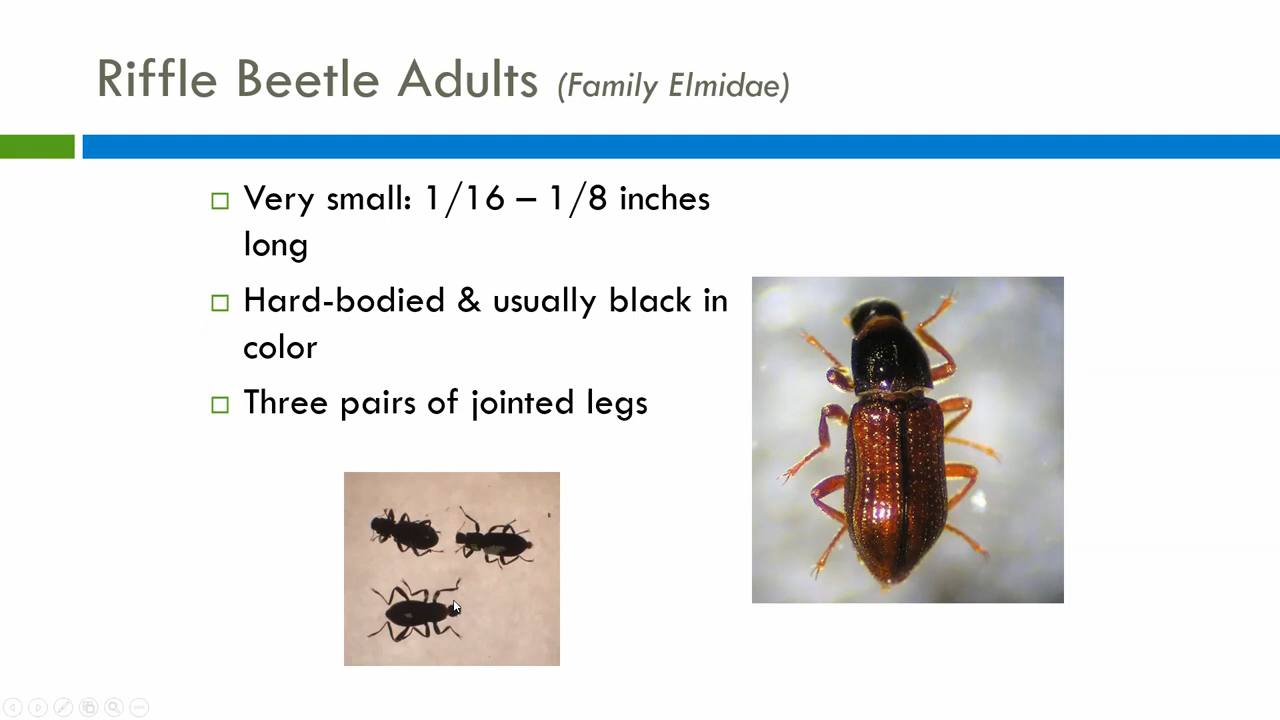 Riffle Beetle Adults (Family Elmidae)
Very small: 1/16 – 1/8 inches
long
Hard-bodied & usually black in
color
Three pairs of jointed legs